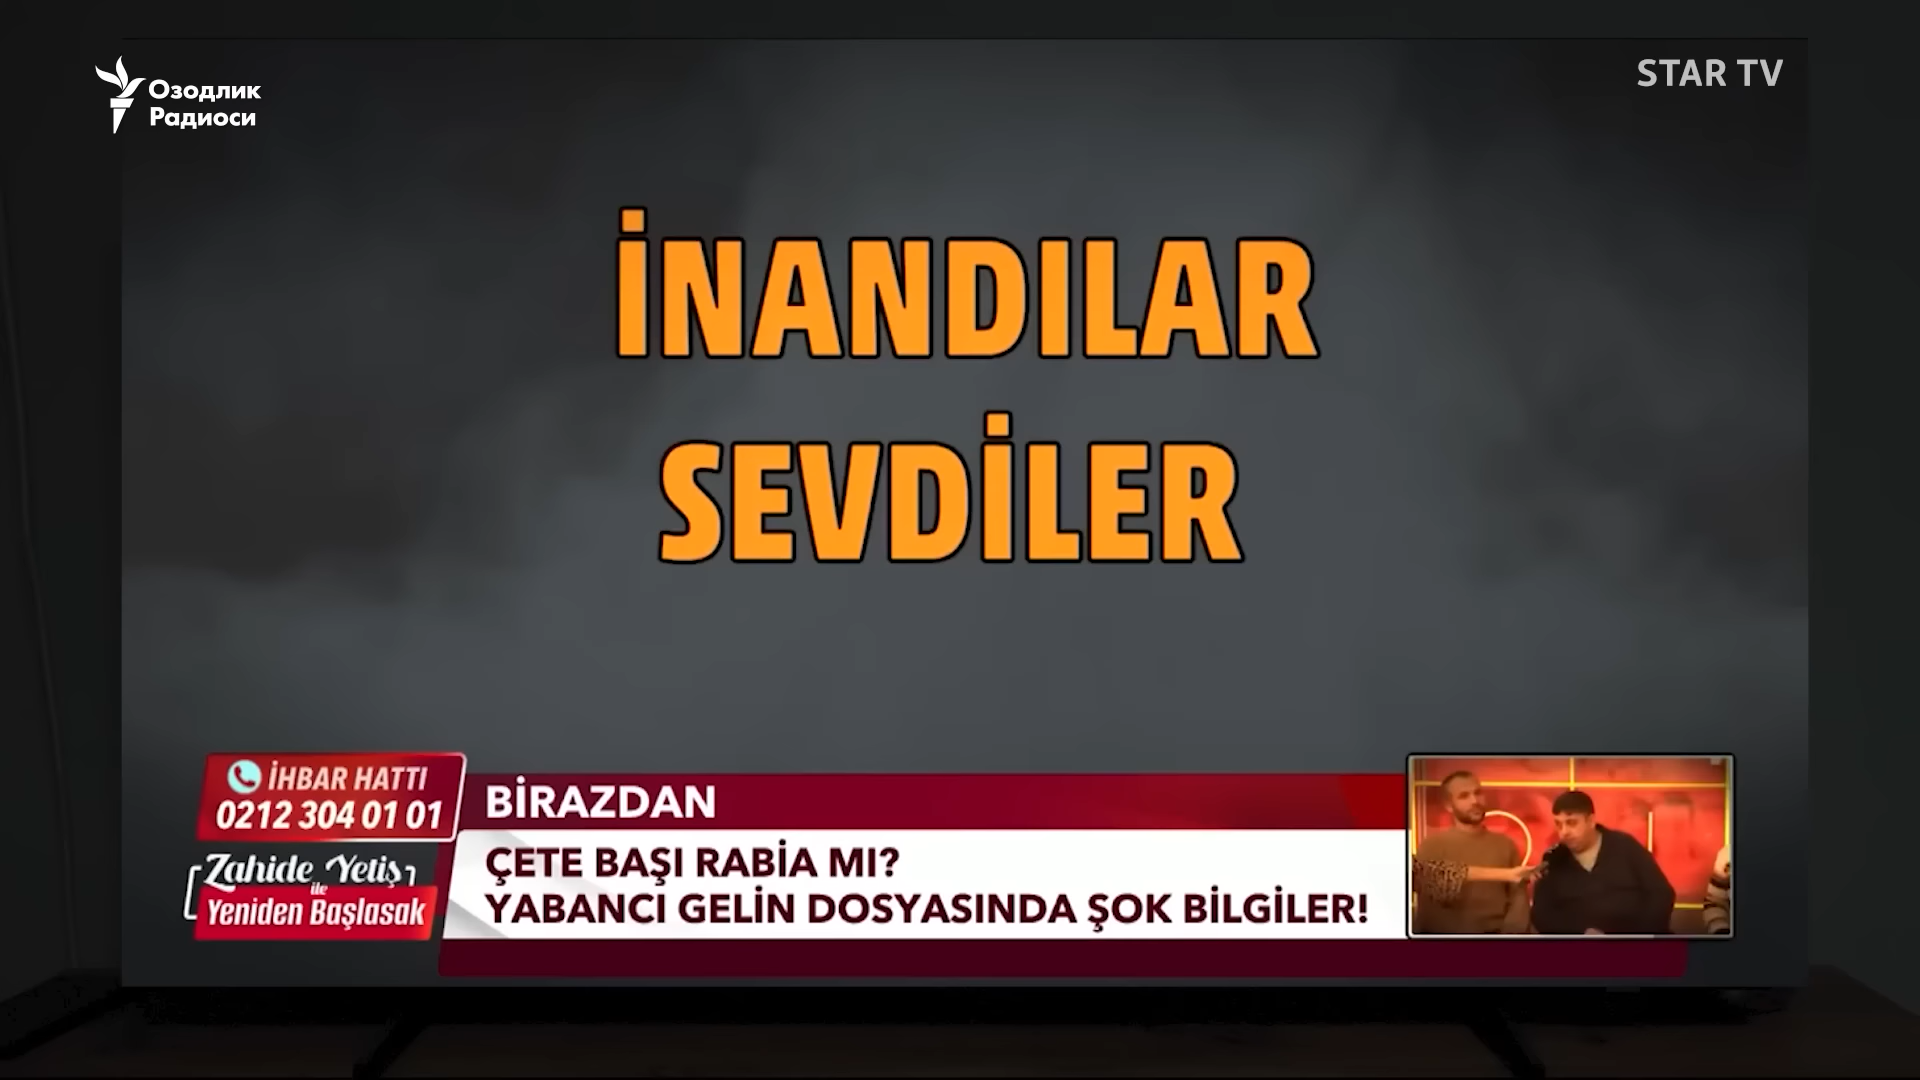 Озодлик
Радиоси
STAR TV
İNANDILAR
SEVDİLER
İHBAR HATTI
0212 304 01 01
Zahide Yetiş
ile
Yeniden Başlasak
BİRAZDAN
ÇETE BAŞI RABİA MI?
YABANCI GELİN DOSYASINDA ŞOK BİLGİLER!